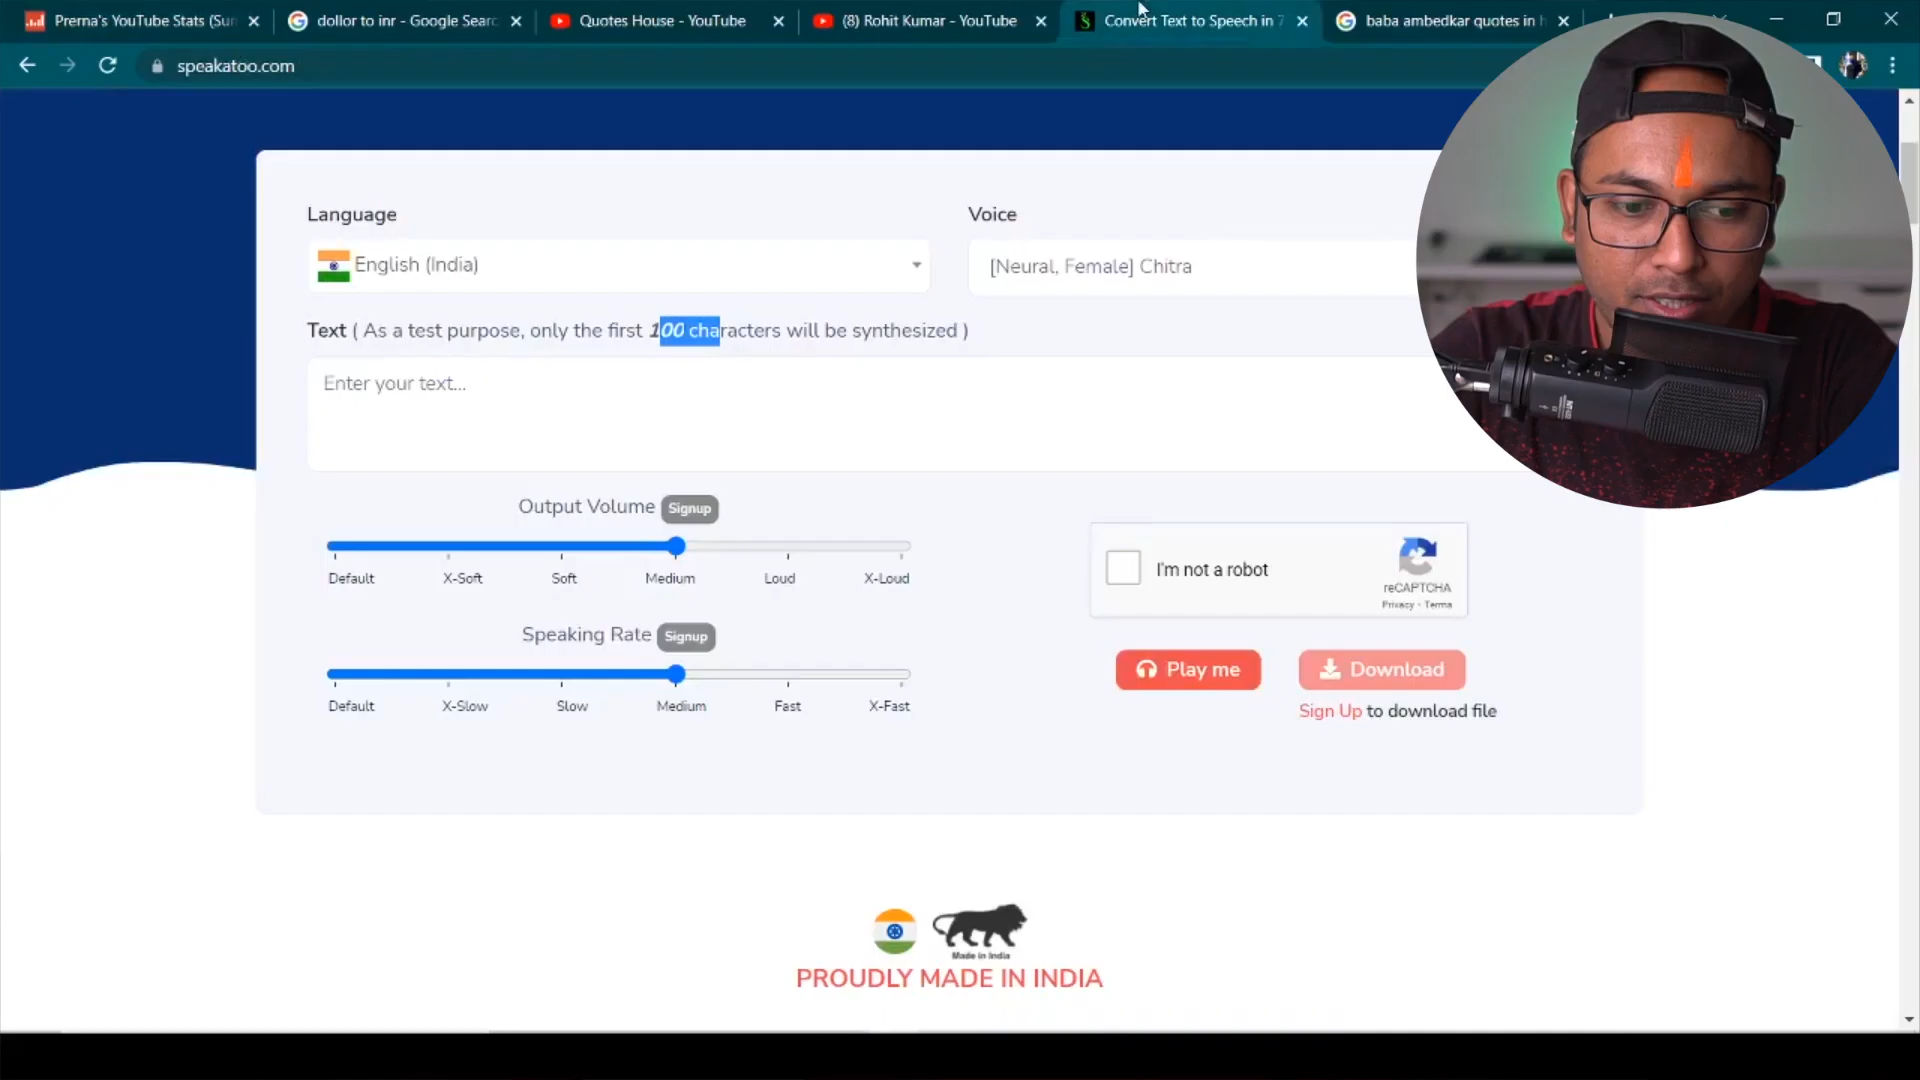 Prerna's YouTube Stats (Sum
dollor to inr - Google Searc
Quotes House - YouTube
(8) Rohit Kumar - YouTube
Convert Text to Speech in 7
baba ambedkar quotes in h
speakatoo.com
Language
Voice
English (India)
[Neural, Female] Chitra
Text ( As a test purpose, only the first 100 characters will be synthesized )
Enter your text...
Output Volume Signup
Default X-Soft Soft Medium Loud X-Loud
I'm not a robot
reCAPTCHA
Privacy - Terms
Speaking Rate Signup
Default X-Slow Slow Medium Fast X-Fast
Play me
Download
Sign Up to download file
Made in India
PROUDLY MADE IN INDIA